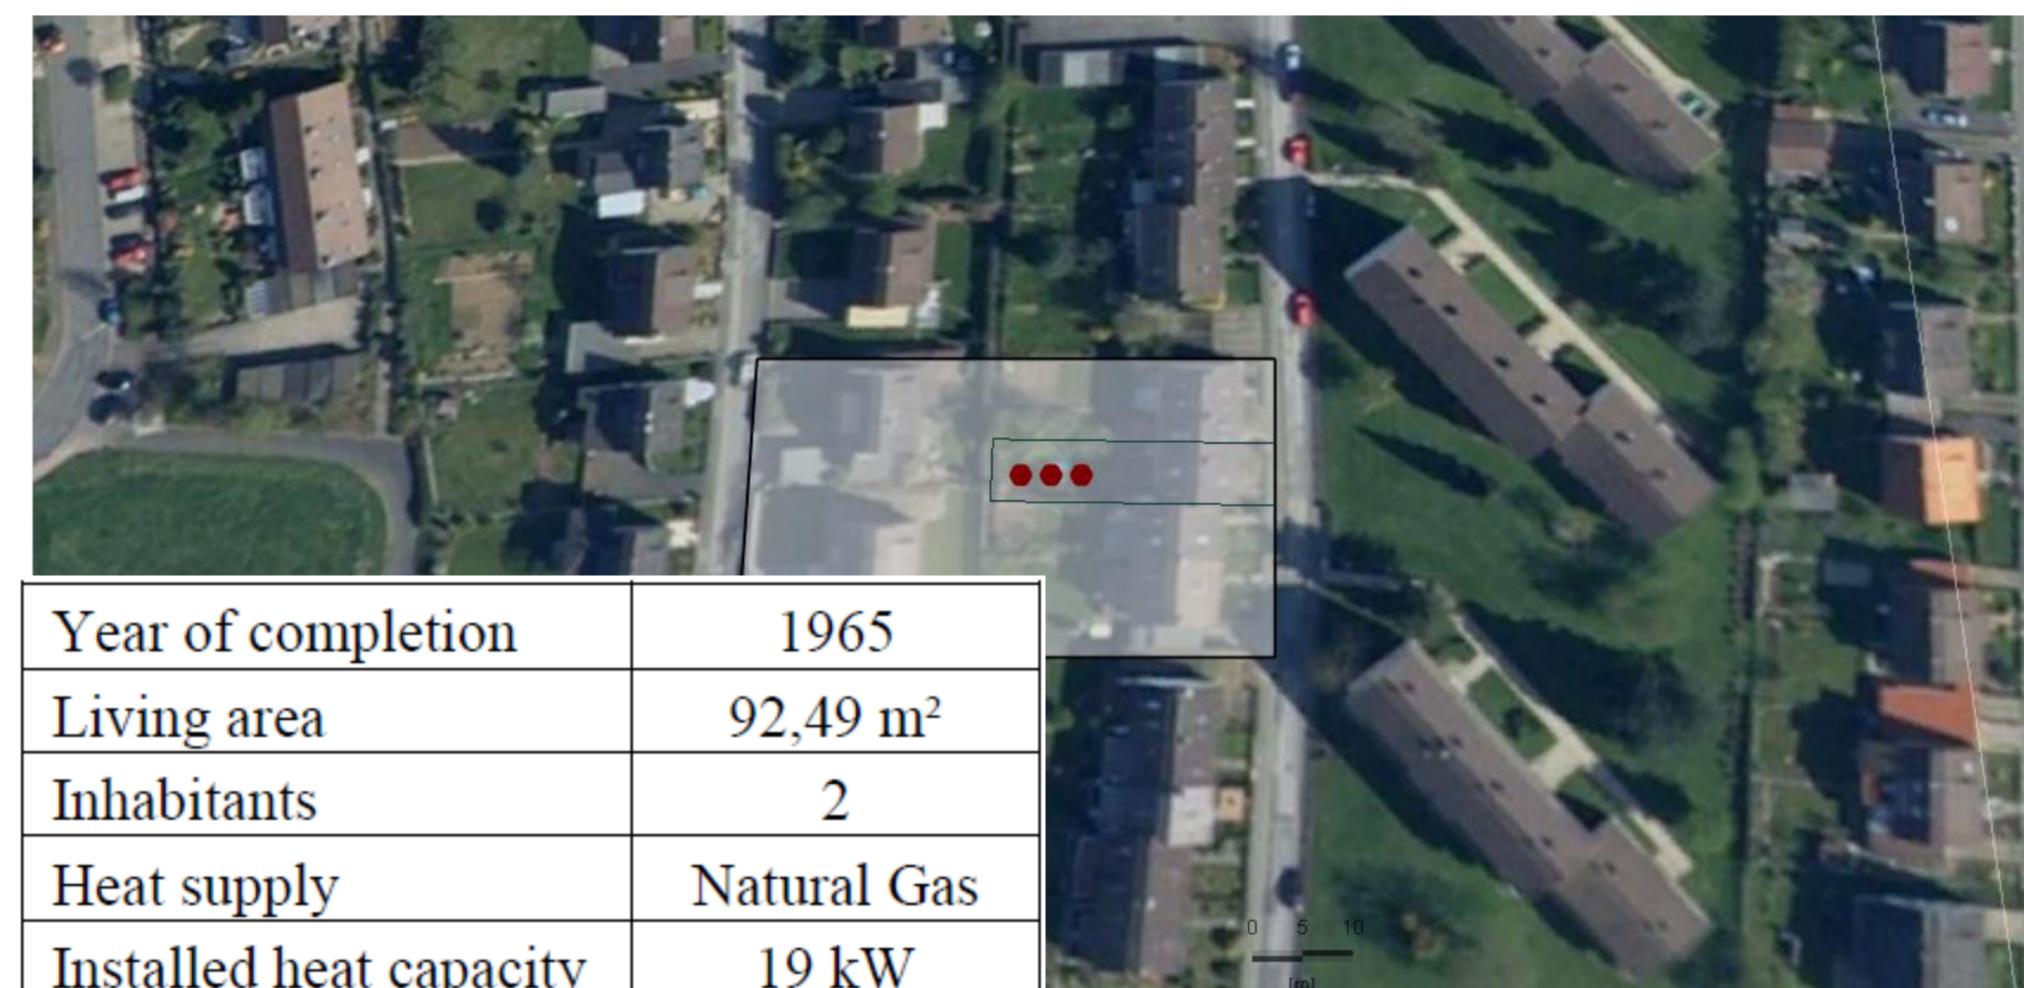 Year of completion 1965
Living area 92,49 m²
Inhabitants 2
Heat supply Natural Gas
Installed heat capacity 19 kW
0 5 10
[m]